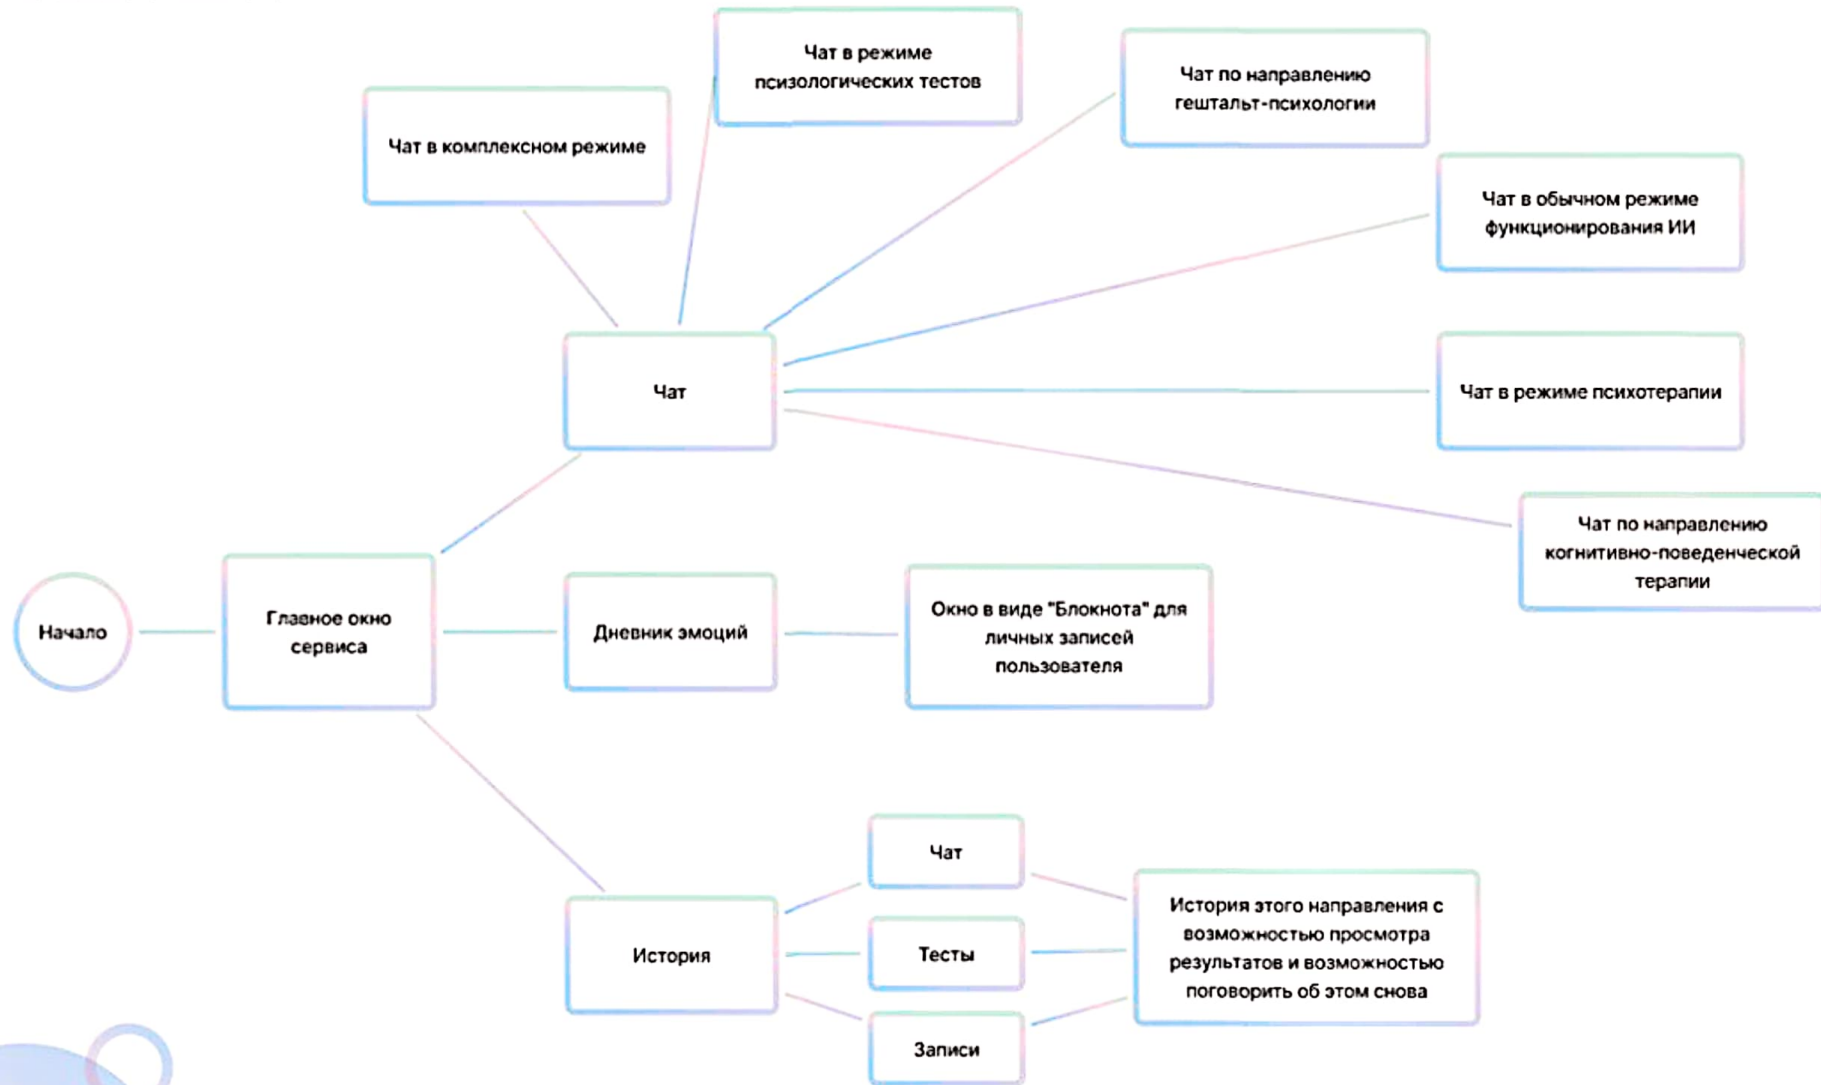 Чат в режиме
псизологических тестов
Чат по направлению
гештальт-психологии
Чат в комплексном режиме
Чат в обычном режиме
функционирования ИИ
Чат
Чат в режиме психотерапии
Чат по направлению
когнитивно-поведенческой
терапии
Начало
Главное окно
сервиса
Дневник эмоций
Окно в виде "Блокнота" для
личных записей
пользователя
История
Чат
Тесты
Записи
История этого направления с
возможностью просмотра
результатов и возможностью
поговорить об этом снова